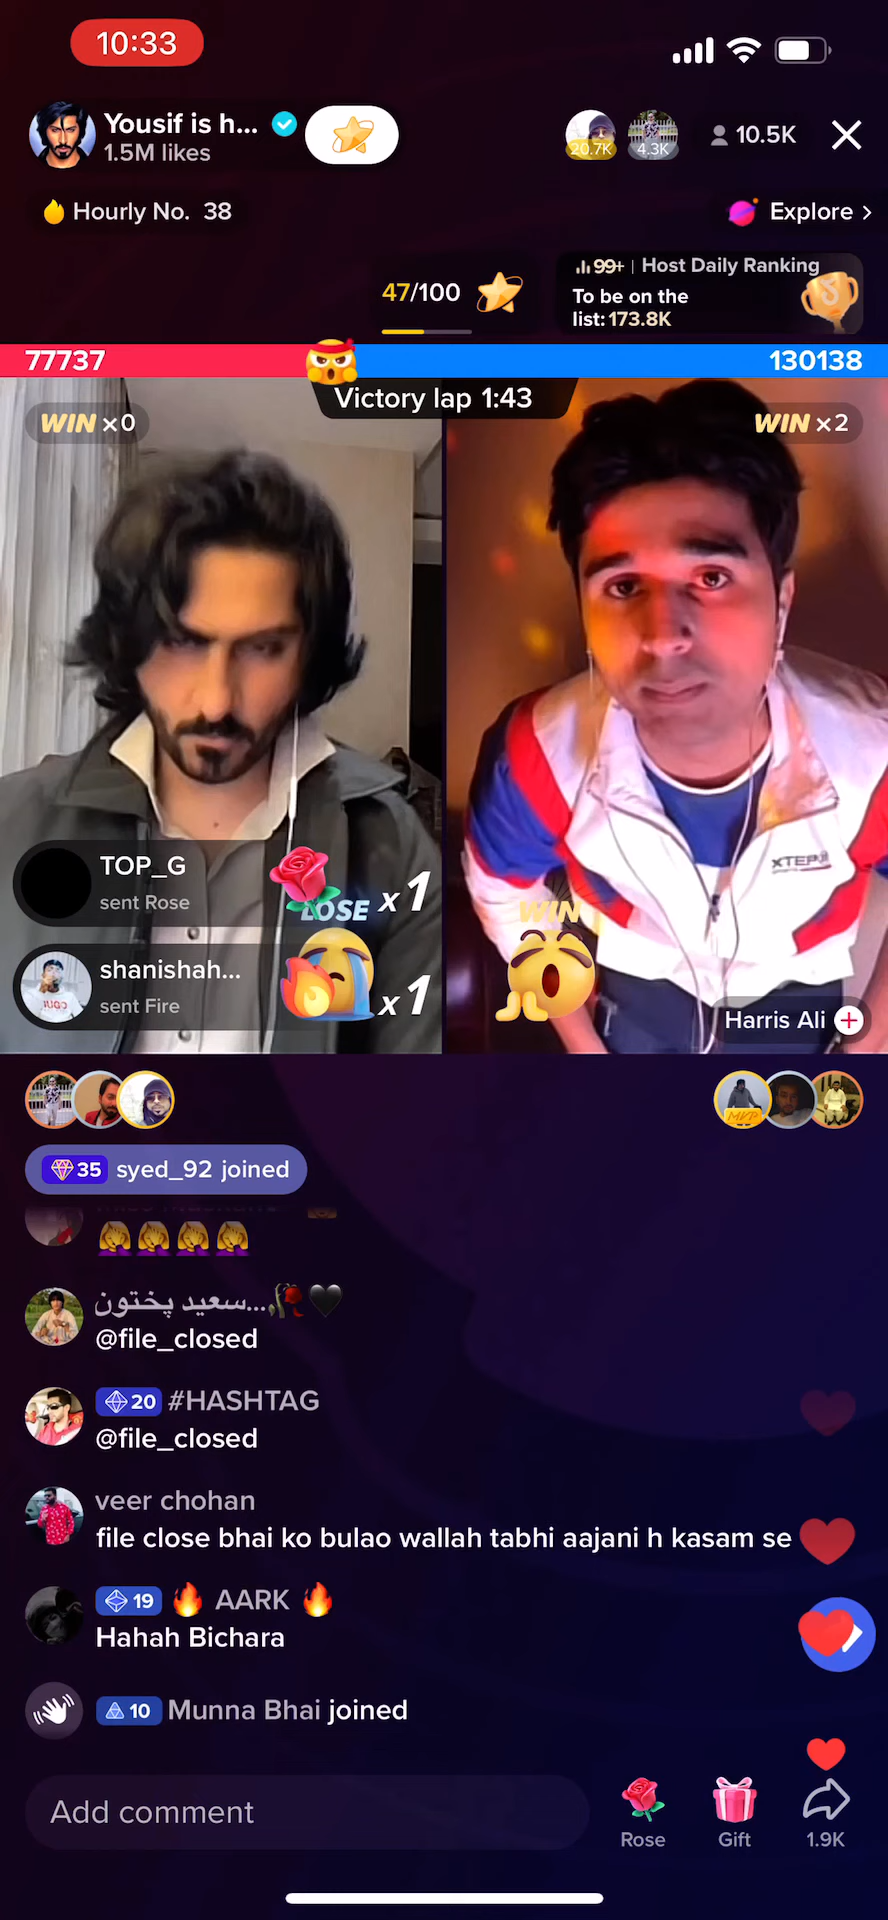 10:33
Yousif is h...
1.5M likes
20.7K
4.3K
10.5K
Hourly No. 38
Explore >
47/100
99+ | Host Daily Ranking
To be on the
list: 173.8K
77737
130138
Victory lap 1:43
WIN x0
WIN x2
XTEP
TOP_G
sent Rose
LOSE x1
WIN
shanishah...
sent Fire
x1
Harris Ali
MVP
35 syed_92 joined
سعيد پختون...
@file_closed
20 #HASHTAG
@file_closed
veer chohan
file close bhai ko bulao wallah tabhi aajani h kasam se
19 AARK
Hahah Bichara
10 Munna Bhai joined
Add comment
Rose
Gift
1.9K